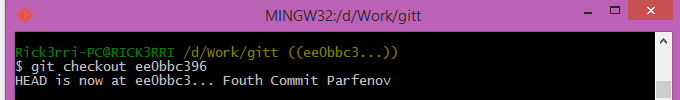 MINGW32:/d/Work/gitt
Rick3rri-PC@RICK3RRI /d/Work/gitt ((ee0bbc3...))
$ git checkout ee0bbc396
HEAD is now at ee0bbc3... Fouth Commit Parfenov